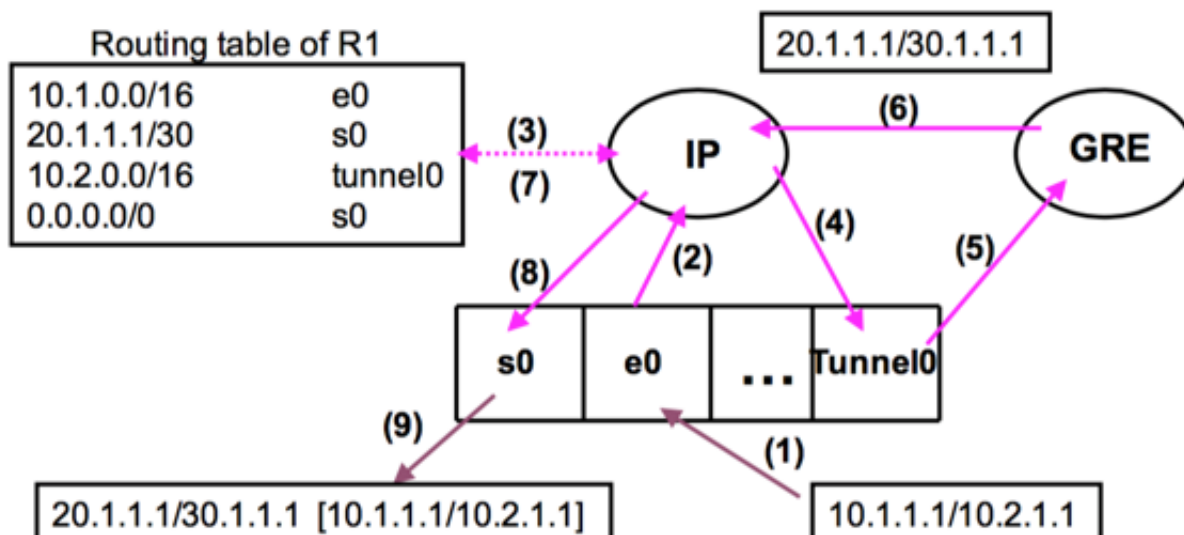 Routing table of R1
10.1.0.0/16 e0
20.1.1.1/30 s0
10.2.0.0/16 tunnel0
0.0.0.0/0 s0
20.1.1.1/30.1.1.1
(3)
(7)
IP
(6)
GRE
(8)
(2)
(4)
(5)
s0
e0
...
Tunnel0
(9)
(1)
20.1.1.1/30.1.1.1 [10.1.1.1/10.2.1.1]
10.1.1.1/10.2.1.1